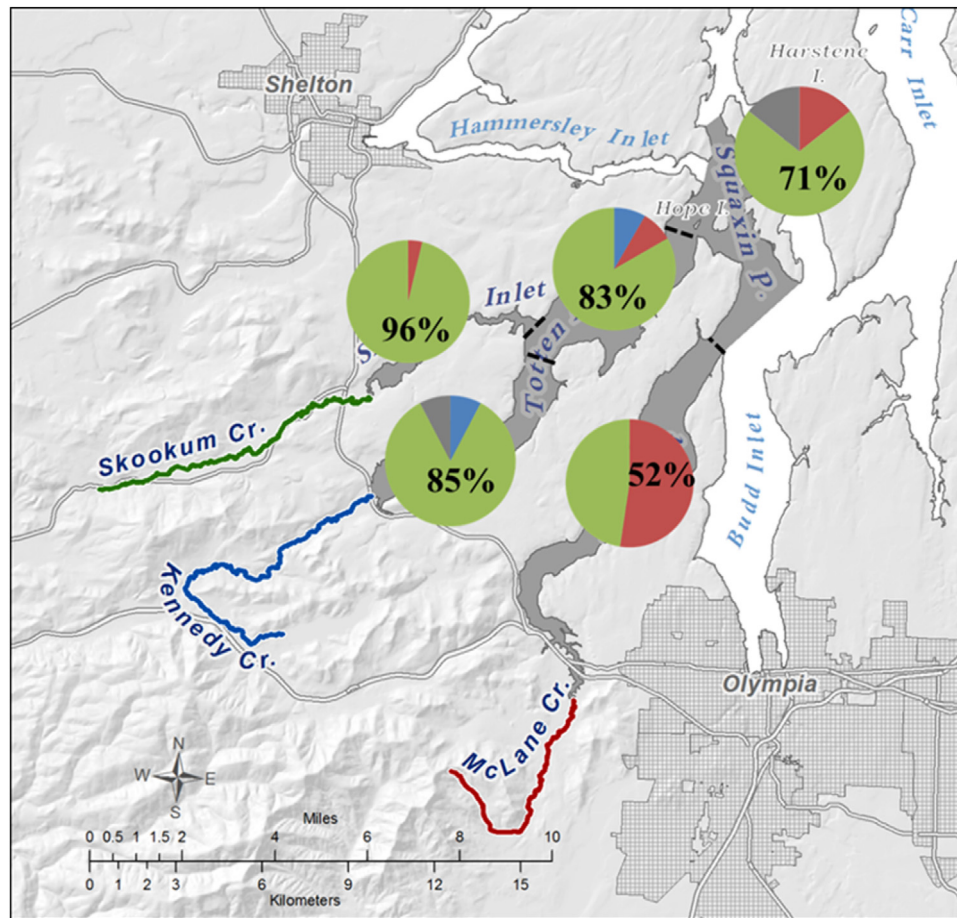 Carr Inlet
Harstene
I.
Shelton
Hammersley Inlet
Squaxin P.
71%
Hope I.
83%
Inlet
96%
Totten
Skookum Cr.
85%
52%
Budd Inlet
Kennedy Cr.
Olympia
McLane Cr.
N
W E
S
Miles
0 0.5 1 1.5 2 4 6 8 10
0 1 2 3 6 9 12 15
Kilometers